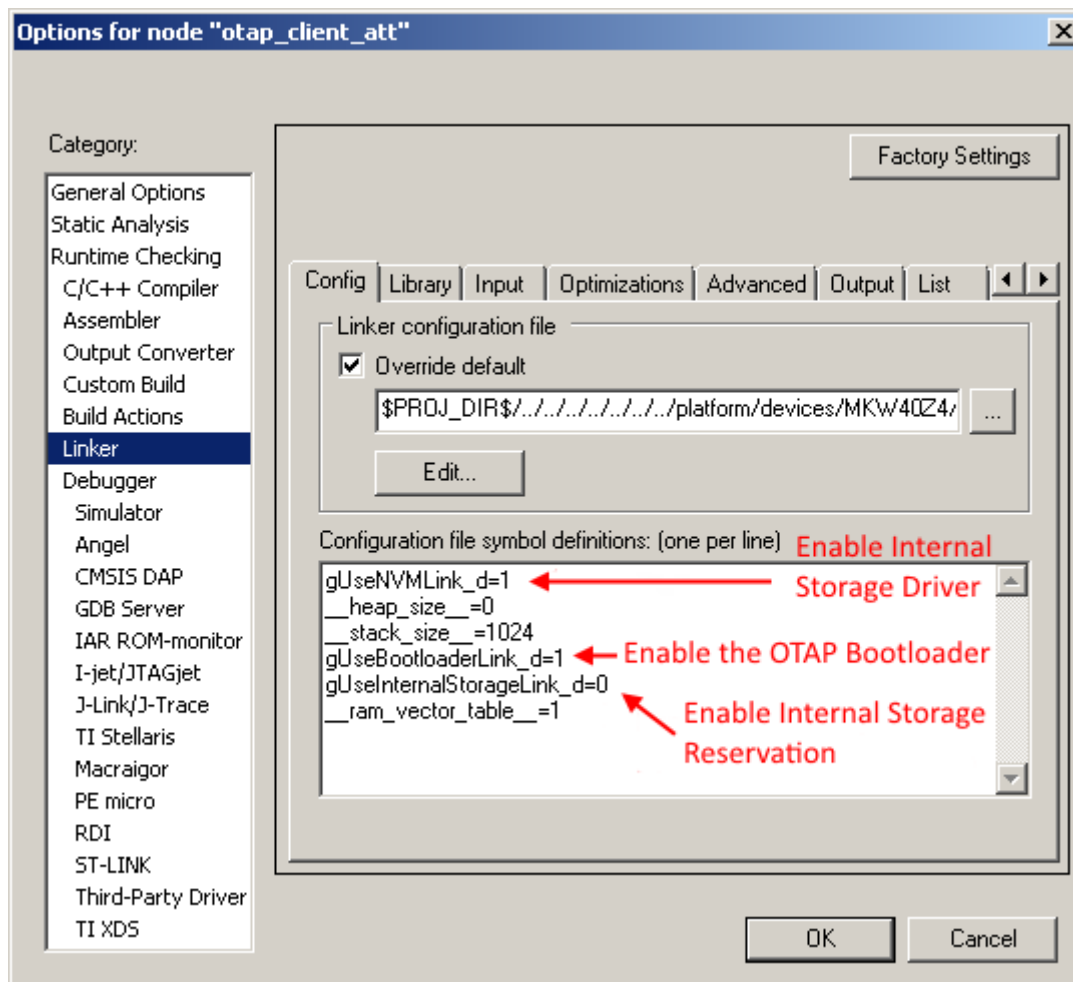 Options for node "otap_client_att"
Category:
General Options
Static Analysis
Runtime Checking
C/C++ Compiler
Assembler
Output Converter
Custom Build
Build Actions
Linker
Debugger
Simulator
Angel
CMSIS DAP
GDB Server
IAR ROM-monitor
I-jet/JTAGjet
J-Link/J-Trace
TI Stellaris
Macraigor
PE micro
RDI
ST-LINK
Third-Party Driver
TI XDS
Factory Settings
Config Library Input Optimizations Advanced Output List
Linker configuration file
Override default
$PROJ_DIR$/../../../../../../../../platform/devices/MKW40Z4/
...
Edit...
Configuration file symbol definitions: (one per line)
Enable Internal
Storage Driver
gUseNVMLink_d=1
__heap_size__=0
__stack_size__=1024
gUseBootloaderLink_d=1
Enable the OTAP Bootloader
gUseInternalStorageLink_d=0
__ram_vector_table__=1
Enable Internal Storage
Reservation
OK
Cancel